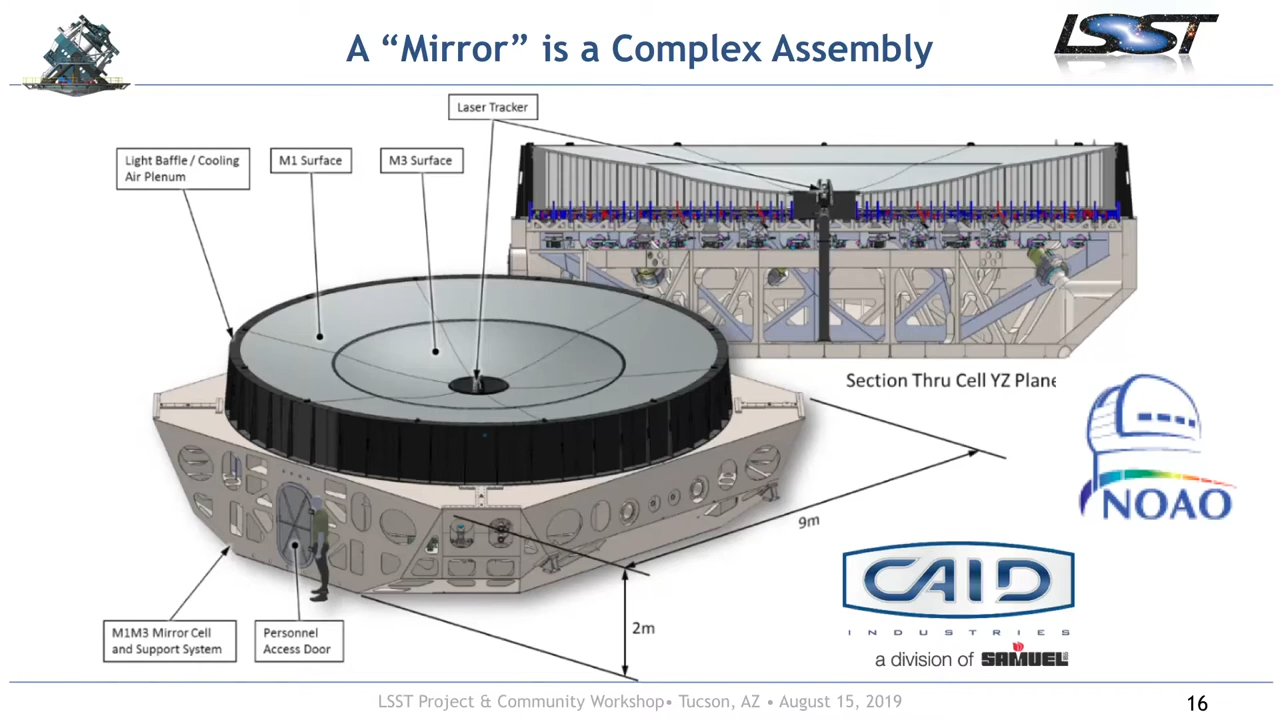 A “Mirror” is a Complex Assembly
LSST
Laser Tracker
Light Baffle / Cooling
Air Plenum
M1 Surface
M3 Surface
Section Thru Cell YZ Plane
NOAO
9m
2m
CAID
INDUSTRIES
a division of SAMUEL
M1M3 Mirror Cell
and Support System
Personnel
Access Door
LSST Project & Community Workshop• Tucson, AZ • August 15, 2019
16